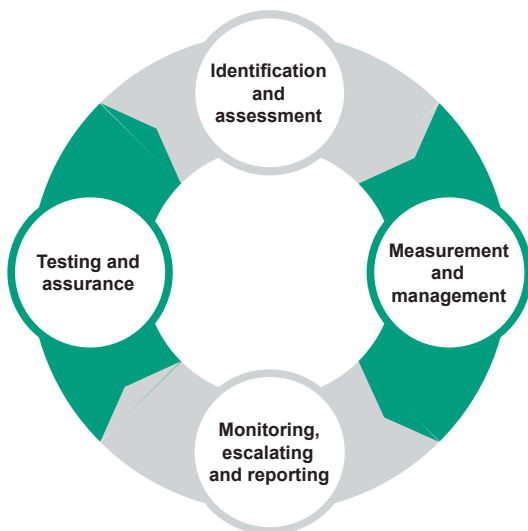 Identification
and
assessment
Measurement
and
management
Monitoring,
escalating
and reporting
Testing and
assurance